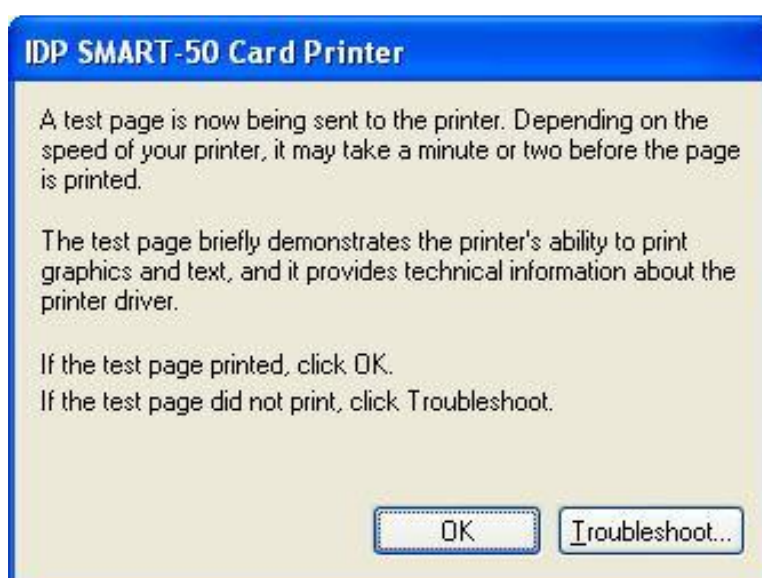 IDP SMART-50 Card Printer
A test page is now being sent to the printer. Depending on the
speed of your printer, it may take a minute or two before the page
is printed.
The test page briefly demonstrates the printer's ability to print
graphics and text, and it provides technical information about the
printer driver.
If the test page printed, click OK.
If the test page did not print, click Troubleshoot.
OK
Troubleshoot...